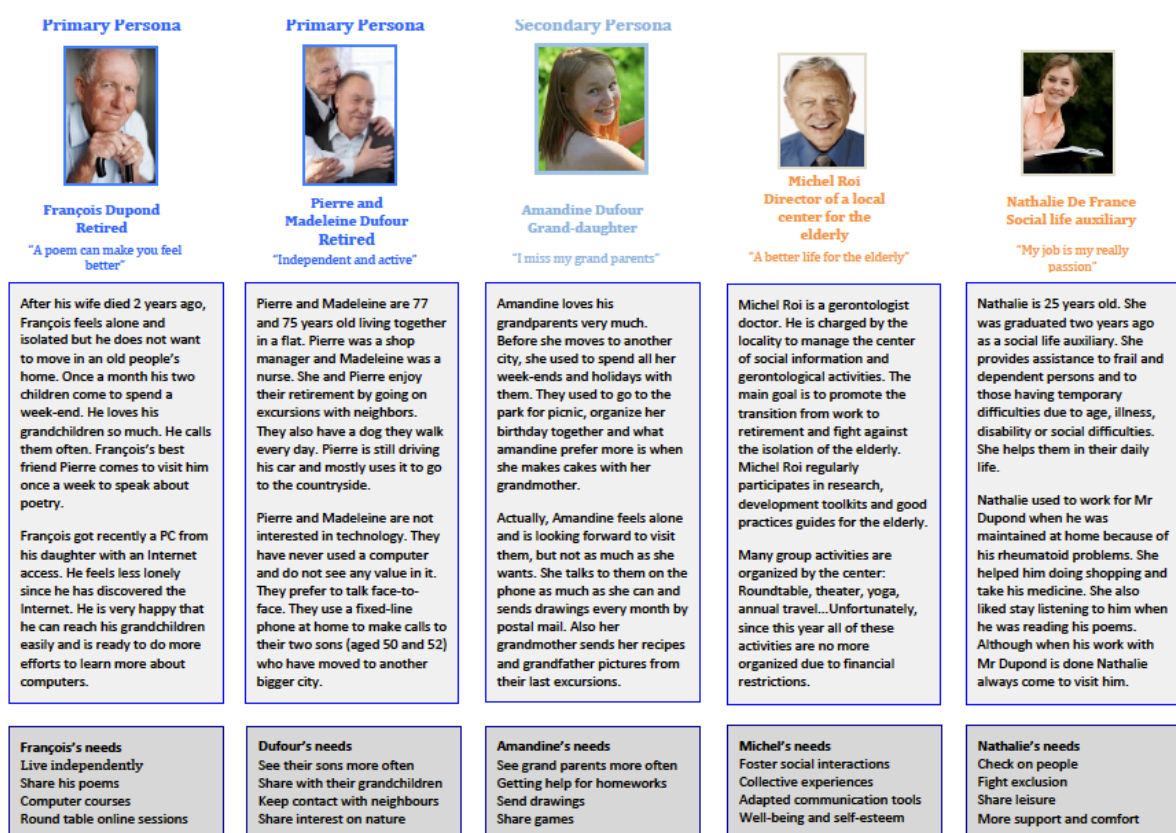 Primary Persona
François Dupond
Retired
"A poem can make you feel
better"
After his wife died 2 years ago,
François feels alone and
isolated but he does not want
to move in an old people's
home. Once a month his two
children come to spend a
week-end. He loves his
grandchildren so much. He calls
them often. François's best
friend Pierre comes to visit him
once a week to speak about
poetry.
François got recently a PC from
his daughter with an Internet
access. He feels less lonely
since he has discovered the
Internet. He is very happy that
he can reach his grandchildren
easily and is ready to do more
efforts to learn more about
computers.
François's needs
Live independently
Share his poems
Computer courses
Round table online sessions
Primary Persona
Pierre and
Madeleine Dufour
Retired
"Independent and active"
Pierre and Madeleine are 77
and 75 years old living together
in a flat. Pierre was a shop
manager and Madeleine was a
nurse. She and Pierre enjoy
their retirement by going on
excursions with neighbors.
They also have a dog they walk
every day. Pierre is still driving
his car and mostly uses it to go
to the countryside.
Pierre and Madeleine are not
interested in technology. They
have never used a computer
and do not see any value in it.
They prefer to talk face-to-
face. They use a fixed-line
phone at home to make calls to
their two sons (aged 50 and 52)
who have moved to another
bigger city.
Dufour's needs
See their sons more often
Share with their grandchildren
Keep contact with neighbours
Share interest on nature
Secondary Persona
Amandine Dufour
Grand-daughter
"I miss my grand parents"
Amandine loves his
grandparents very much.
Before she moves to another
city, she used to spend all her
week-ends and holidays with
them. They used to go to the
park for picnic, organize her
birthday together and what
amandine prefer more is when
she makes cakes with her
grandmother.
Actually, Amandine feels alone
and is looking forward to visit
them, but not as much as she
wants. She talks to them on the
phone as much as she can and
sends drawings every month by
postal mail. Also her
grandmother sends her recipes
and grandfather pictures from
their last excursions.
Amandine's needs
See grand parents more often
Getting help for homeworks
Send drawings
Share games
Michel Roi
Director of a local
center for the
elderly
"A better life for the elderly"
Michel Roi is a gerontologist
doctor. He is charged by the
locality to manage the center
of social information and
gerontological activities. The
main goal is to promote the
transition from work to
retirement and fight against
the isolation of the elderly.
Michel Roi regularly
participates in research,
development toolkits and good
practices guides for the elderly.
Many group activities are
organized by the center:
Roundtable, theater, yoga,
annual travel...Unfortunately,
since this year all of these
activities are no more
organized due to financial
restrictions.
Michel's needs
Foster social interactions
Collective experiences
Adapted communication tools
Well-being and self-esteem
Nathalie De France
Social life auxiliary
"My job is my really
passion"
Nathalie is 25 years old. She
was graduated two years ago
as a social life auxiliary. She
provides assistance to frail and
dependent persons and to
those having temporary
difficulties due to age, illness,
disability or social difficulties.
She helps them in their daily
life.
Nathalie used to work for Mr
Dupond when he was
maintained at home because of
his rheumatoid problems. She
helped him doing shopping and
take his medicine. She also
liked stay listening to him when
he was reading his poems.
Although when his work with
Mr Dupond is done Nathalie
always come to visit him.
Nathalie's needs
Check on people
Fight exclusion
Share leisure
More support and comfort